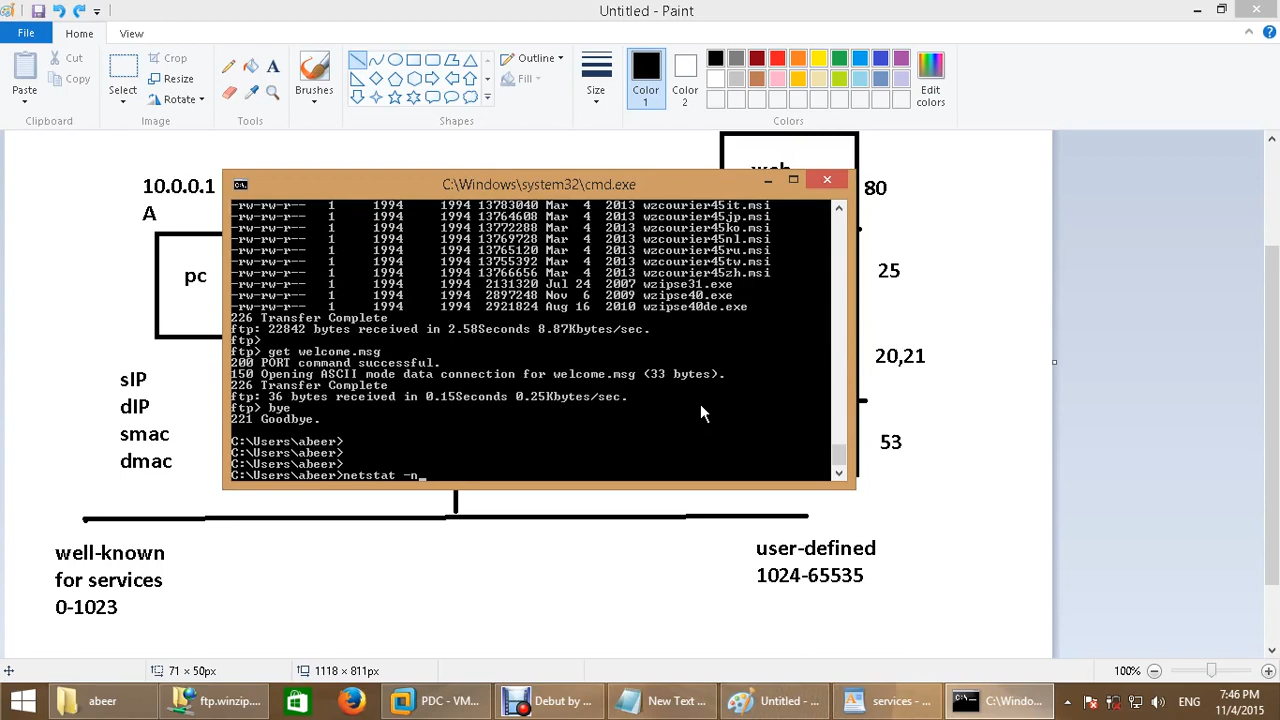 Untitled - Paint
File
Home
View
Paste
Cut
Copy
Clipboard
Select
Crop
Resize
Rotate
Image
A
Tools
Brushes
Shapes
Outline
Fill
Size
Color
1
Color
2
Edit
colors
Colors
10.0.0.1
A
pc
80
25
20,21
53
sIP
dIP
smac
dmac
C:\Windows\system32\cmd.exe
-rw-rw-r-- 1 1994 1994 13783040 Mar 4 2013 wzcourier45it.msi
-rw-rw-r-- 1 1994 1994 13764608 Mar 4 2013 wzcourier45jp.msi
-rw-rw-r-- 1 1994 1994 13772288 Mar 4 2013 wzcourier45ko.msi
-rw-rw-r-- 1 1994 1994 13769728 Mar 4 2013 wzcourier45nl.msi
-rw-rw-r-- 1 1994 1994 13765120 Mar 4 2013 wzcourier45ru.msi
-rw-rw-r-- 1 1994 1994 13755392 Mar 4 2013 wzcourier45tw.msi
-rw-rw-r-- 1 1994 1994 13766656 Mar 4 2013 wzcourier45zh.msi
-rw-rw-r-- 1 1994 1994 2131320 Jul 24 2007 wzipse31.exe
-rw-rw-r-- 1 1994 1994 2897248 Nov 6 2009 wzipse40.exe
-rw-rw-r-- 1 1994 1994 2921824 Aug 16 2010 wzipse40de.exe
226 Transfer Complete
ftp: 22842 bytes received in 2.58Seconds 8.87Kbytes/sec.
ftp>
ftp> get welcome.msg
200 PORT command successful.
150 Opening ASCII mode data connection for welcome.msg (33 bytes).
226 Transfer Complete
ftp: 36 bytes received in 0.15Seconds 0.25Kbytes/sec.
ftp> bye
221 Goodbye.
C:\Users\abeer>
C:\Users\abeer>
C:\Users\abeer>
C:\Users\abeer>netstat -n_
well-known
for services
0-1023
user-defined
1024-65535
71 × 50px
1118 × 811px
100%
abeer
ftp.winzip....
PDC - VM...
Debut by ...
New Text ...
Untitled - ...
services - ...
C:\Windo...
ENG
7:46 PM
11/4/2015